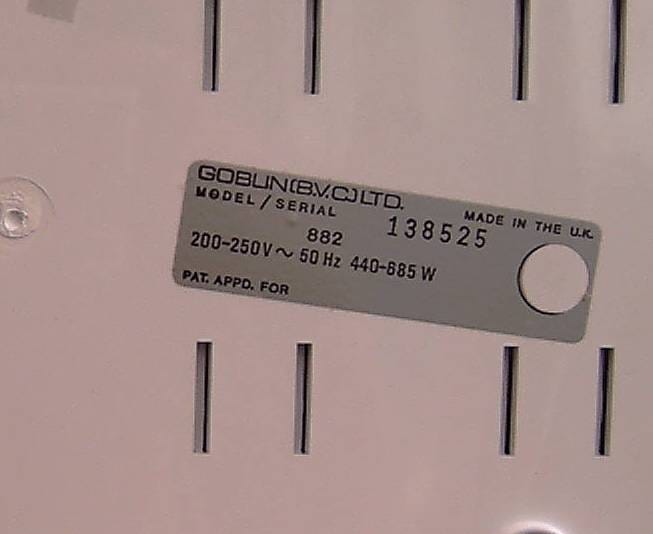 GOBLIN (B.V.C.) LTD.
MODEL / SERIAL 138525 MADE IN THE U.K.
882
200-250V ~ 50 Hz 440-685 W
PAT. APPD. FOR